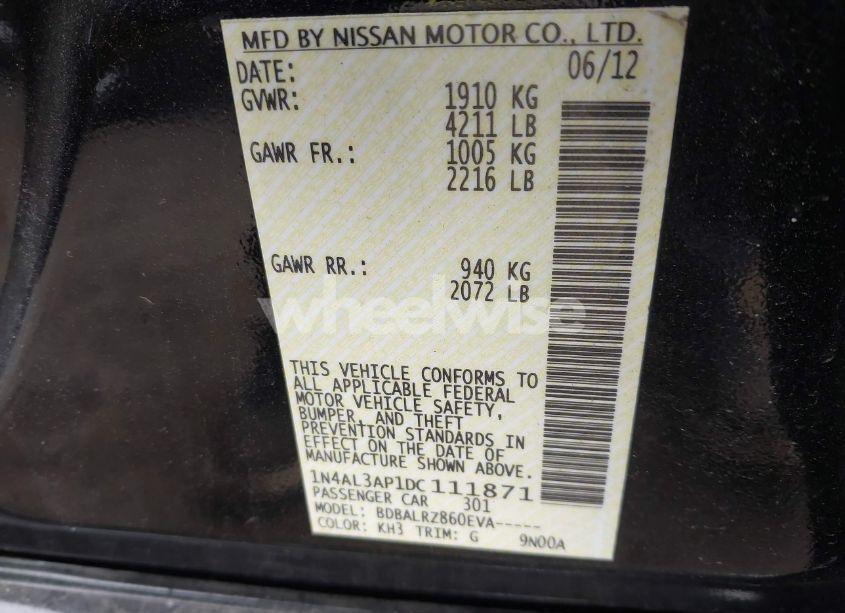 MFD BY NISSAN MOTOR CO., LTD.
DATE: 06/12
GVWR: 1910 KG
4211 LB
GAWR FR.: 1005 KG
2216 LB
GAWR RR.: 940 KG
2072 LB
wheelwise
THIS VEHICLE CONFORMS TO
ALL APPLICABLE FEDERAL
MOTOR VEHICLE SAFETY,
BUMPER, AND THEFT
PREVENTION STANDARDS IN
EFFECT ON THE DATE OF
MANUFACTURE SHOWN ABOVE.
1N4AL3AP1DC111871
PASSENGER CAR 301
MODEL: BDBALRZ860EVA-----
COLOR: KH3 TRIM: G 9N00A